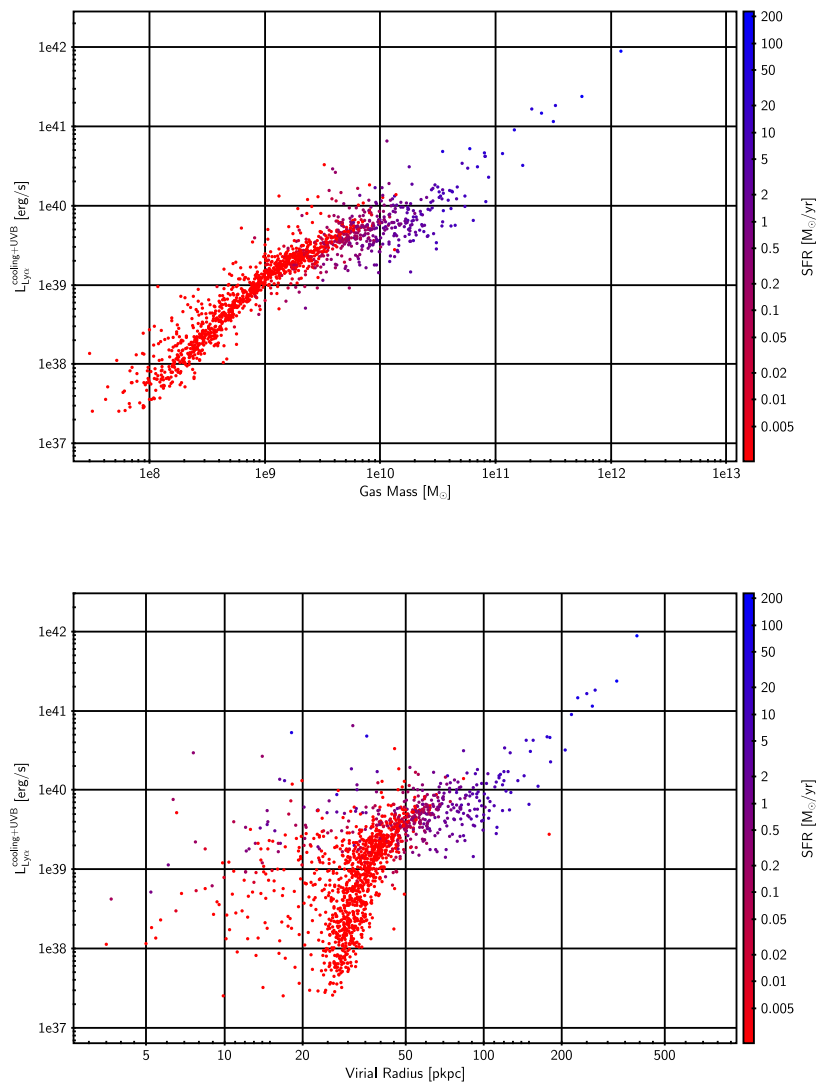 1e42
1e41
1e40
1e39
1e38
1e37
L_Lyα^cooling+UVB [erg/s]
1e8 1e9 1e10 1e11 1e12 1e13
Gas Mass [M☉]
200
100
50
20
10
5
2
1
0.5
0.2
0.1
0.05
0.02
0.01
0.005
SFR [M☉/yr]
1e42
1e41
1e40
1e39
1e38
1e37
L_Lyα^cooling+UVB [erg/s]
5 10 20 50 100 200 500
Virial Radius [pkpc]
200
100
50
20
10
5
2
1
0.5
0.2
0.1
0.05
0.02
0.01
0.005
SFR [M☉/yr]